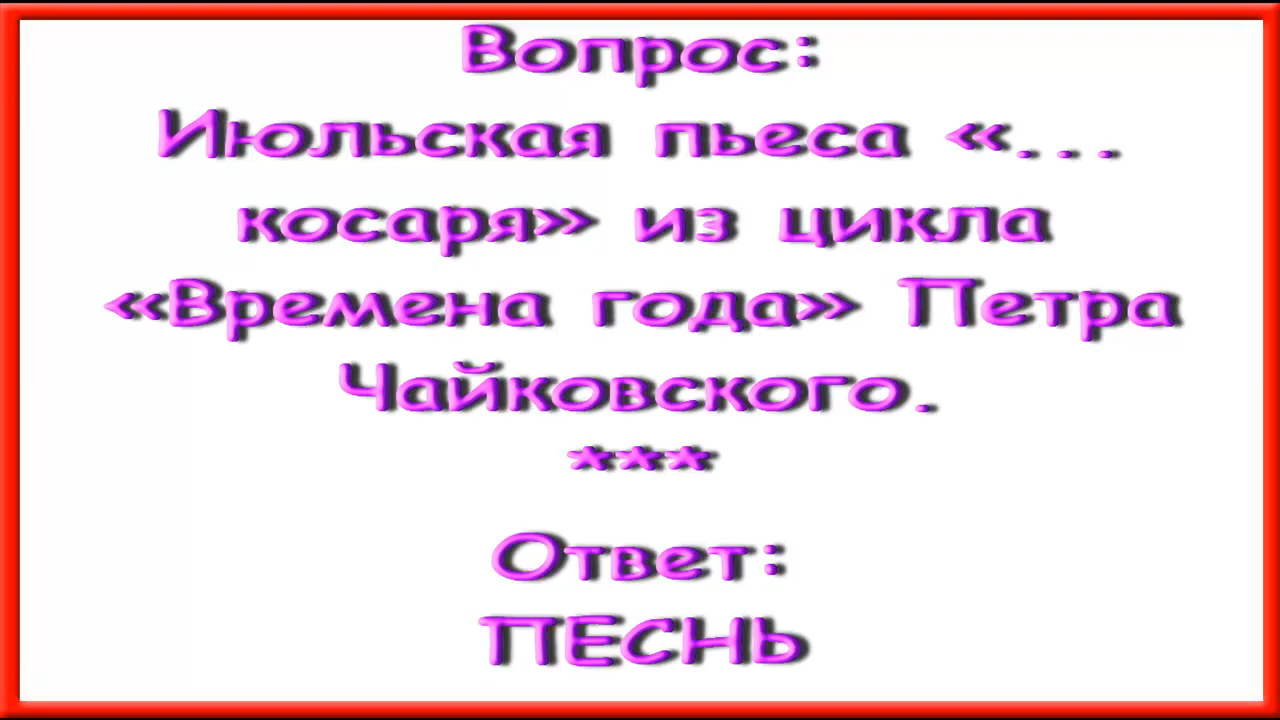 Вопрос:
Июльская пьеса «...
косаря» из цикла
«Времена года» Петра
Чайковского.
***
Ответ:
ПЕСНЬ